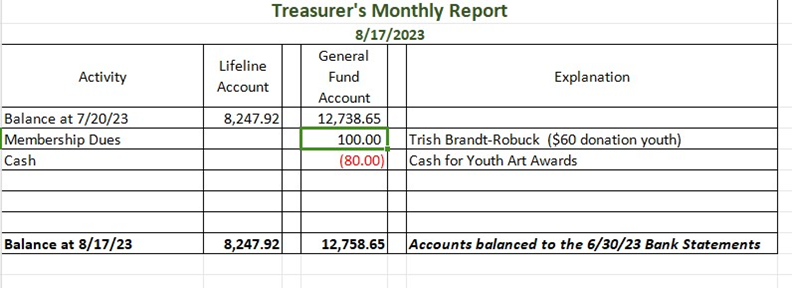 Treasurer's Monthly Report
8/17/2023
Activity Lifeline Account General Fund Account Explanation
Balance at 7/20/23 8,247.92 12,738.65
Membership Dues 100.00 Trish Brandt-Robuck ($60 donation youth)
Cash (80.00) Cash for Youth Art Awards
Balance at 8/17/23 8,247.92 12,758.65 Accounts balanced to the 6/30/23 Bank Statements